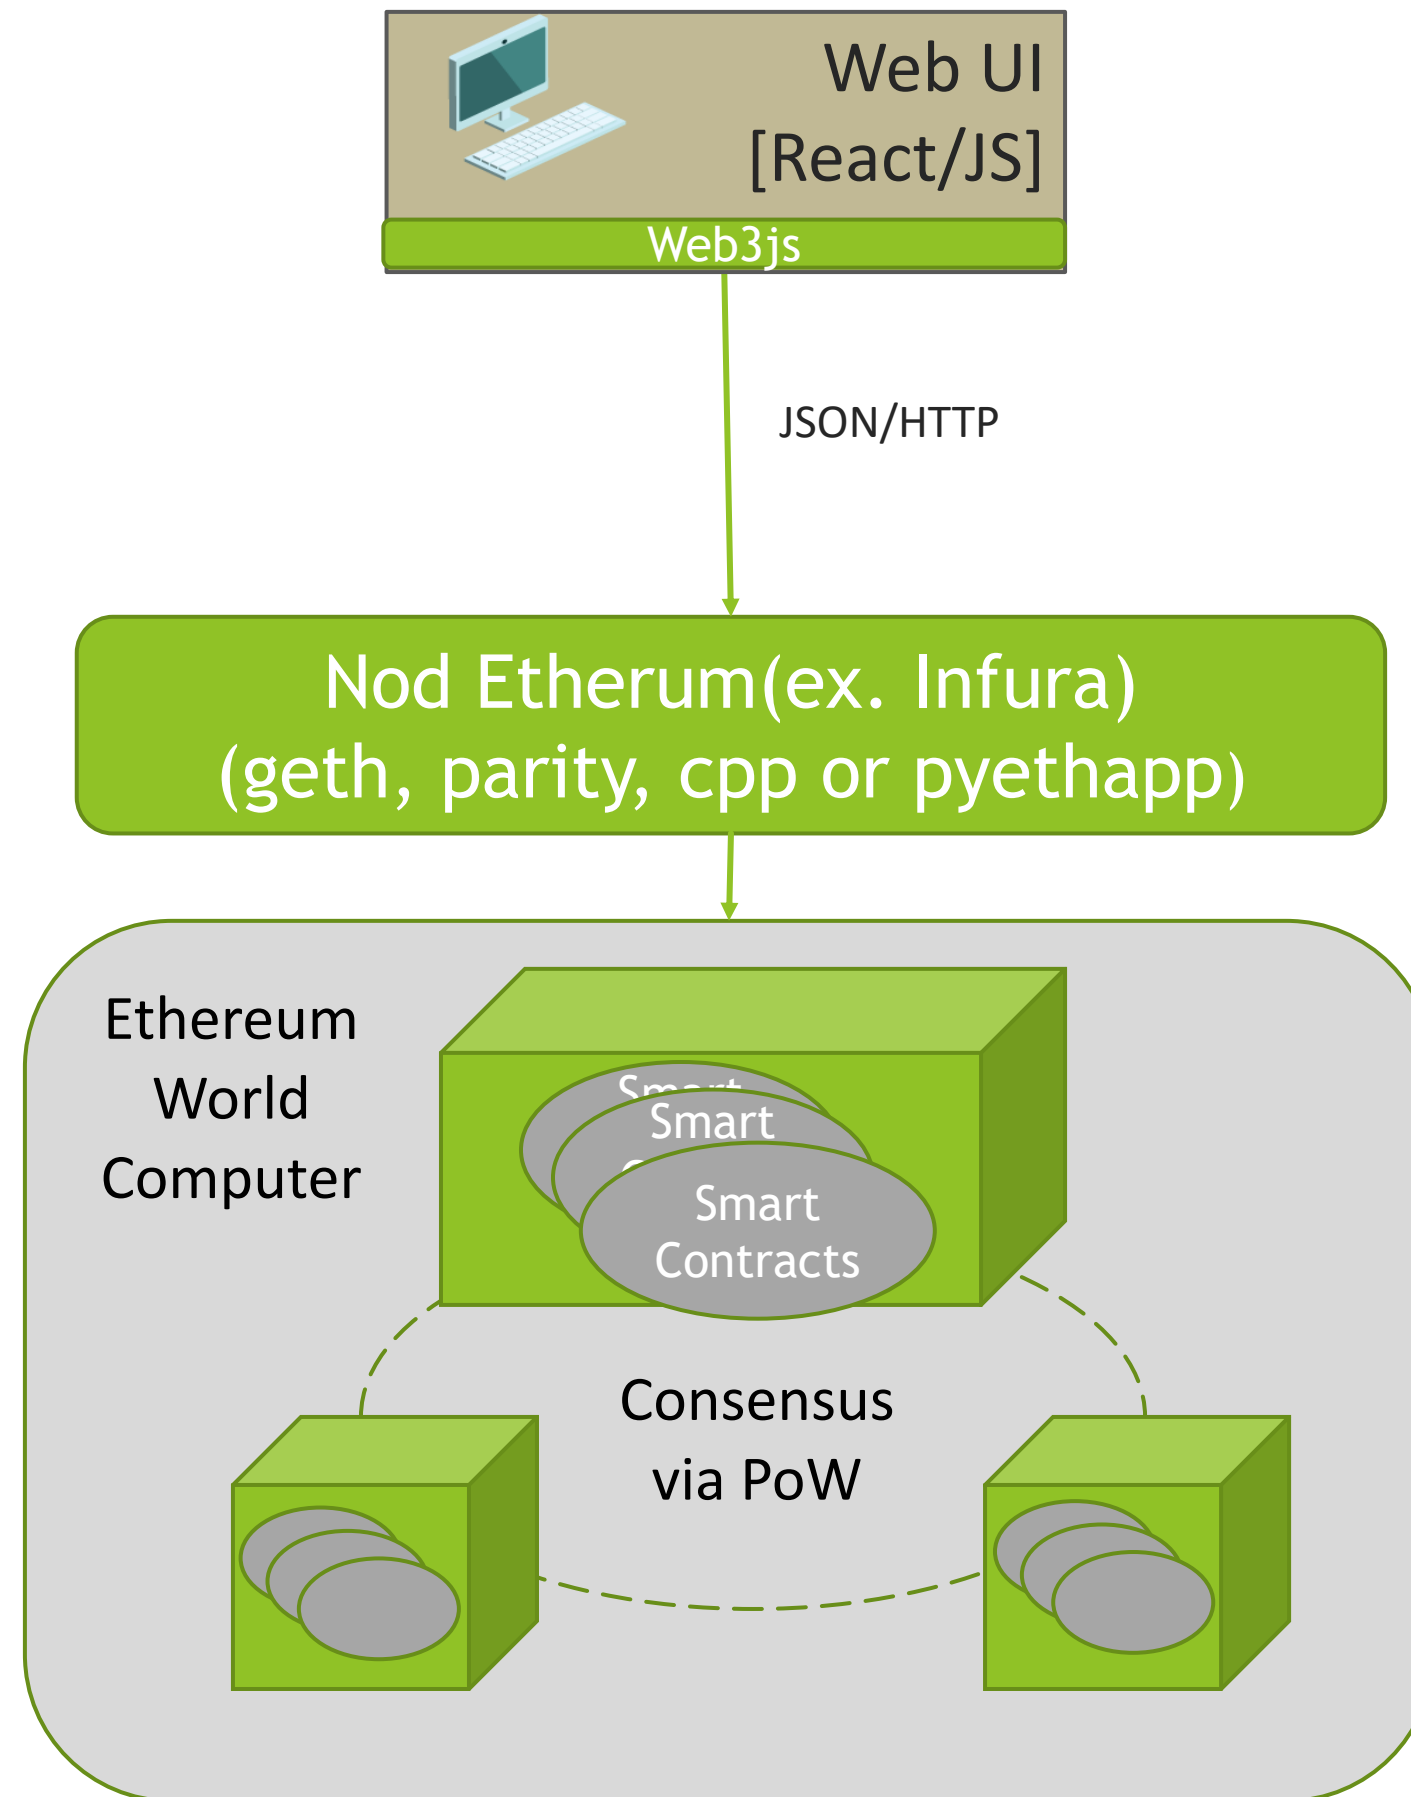 Web UI
[React/JS]
Web3js
JSON/HTTP
Nod Etherum(ex. Infura)
(geth, parity, cpp or pyethapp)
Ethereum
World
Computer
Smart
Smart
Smart
Contracts
Consensus
via PoW